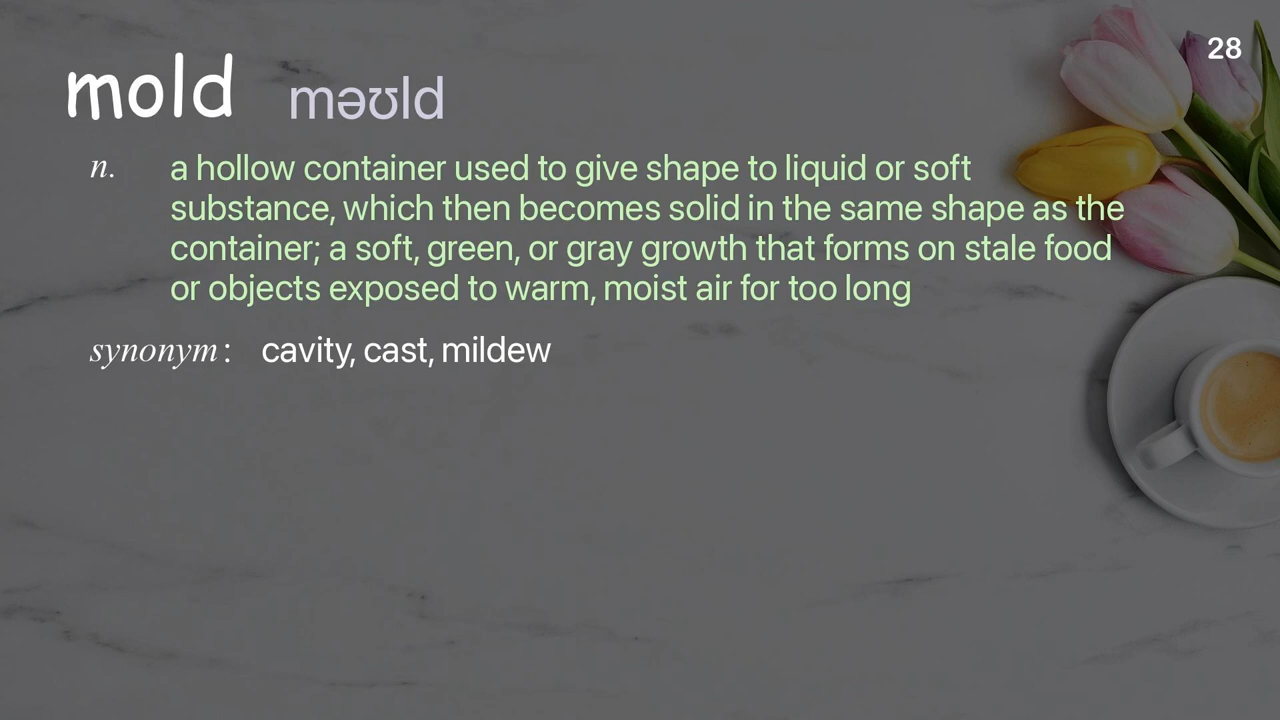 28
mold məʊld
n. a hollow container used to give shape to liquid or soft
substance, which then becomes solid in the same shape as the
container; a soft, green, or gray growth that forms on stale food
or objects exposed to warm, moist air for too long
synonym: cavity, cast, mildew